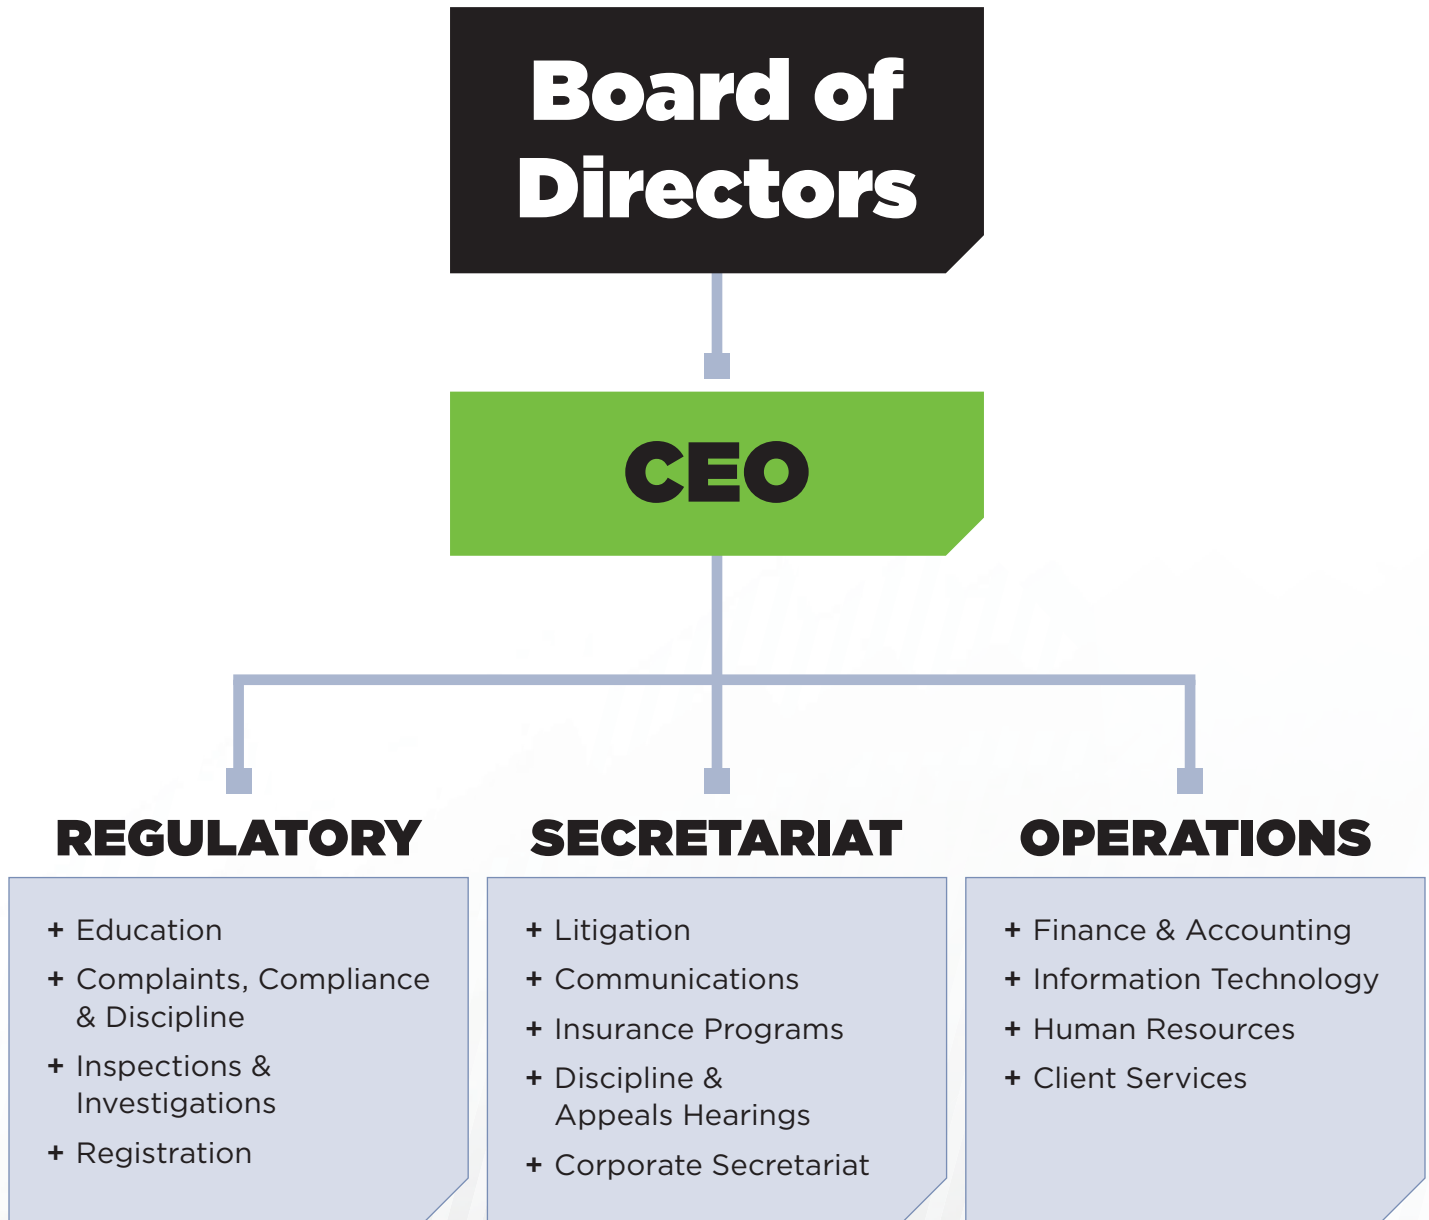 Board of
Directors
CEO
REGULATORY
+ Education
+ Complaints, Compliance
& Discipline
+ Inspections &
Investigations
+ Registration
SECRETARIAT
+ Litigation
+ Communications
+ Insurance Programs
+ Discipline &
Appeals Hearings
+ Corporate Secretariat
OPERATIONS
+ Finance & Accounting
+ Information Technology
+ Human Resources
+ Client Services